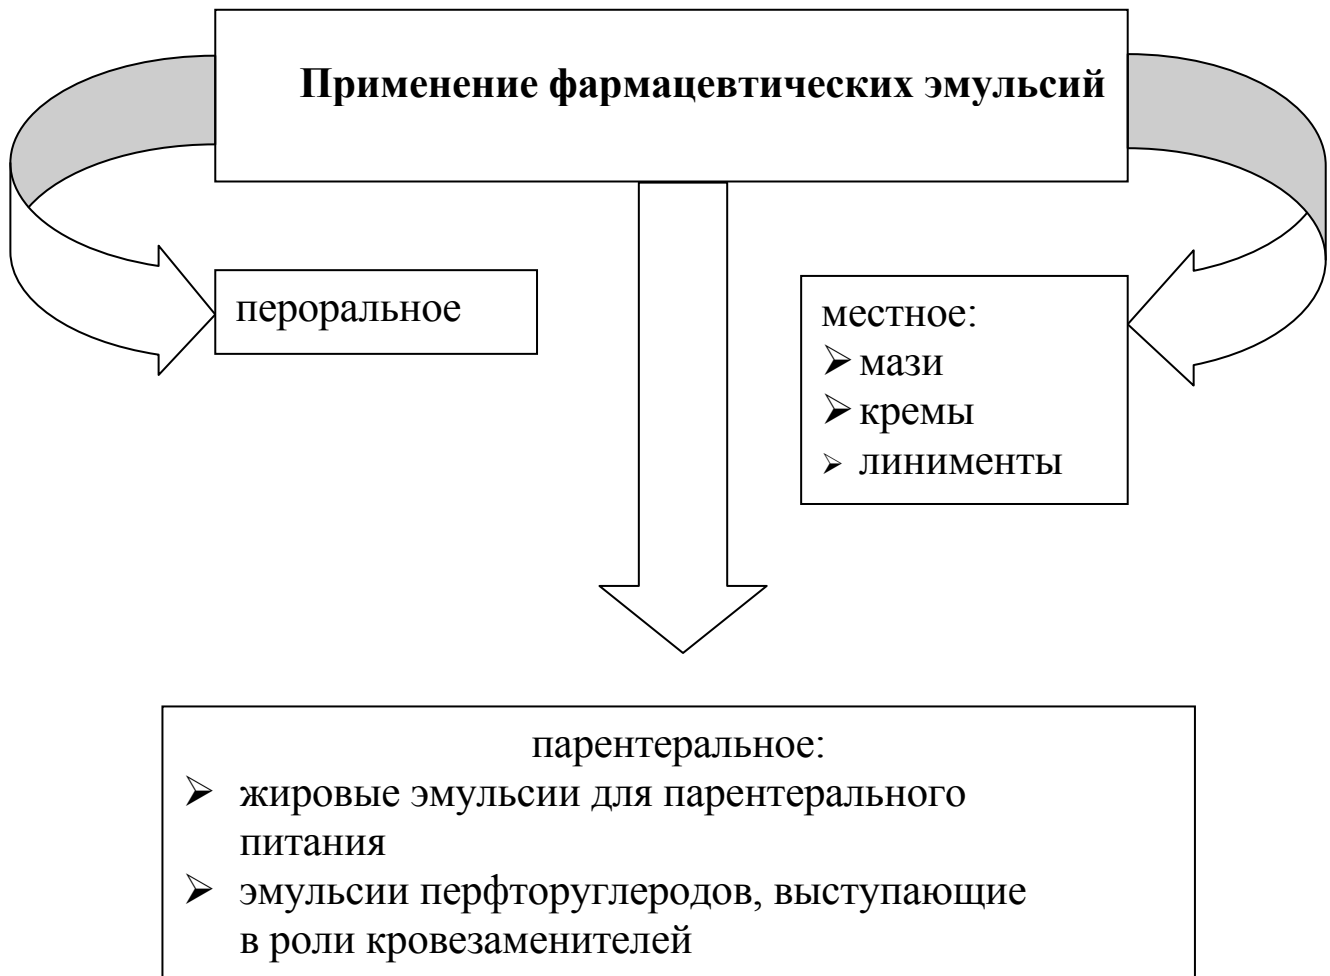 Применение фармацевтических эмульсий
пероральное
местное:
➢ мази
➢ кремы
➢ линименты
парентеральное:
➢ жировые эмульсии для парентерального
питания
➢ эмульсии перфторуглеродов, выступающие
в роли кровезаменителей